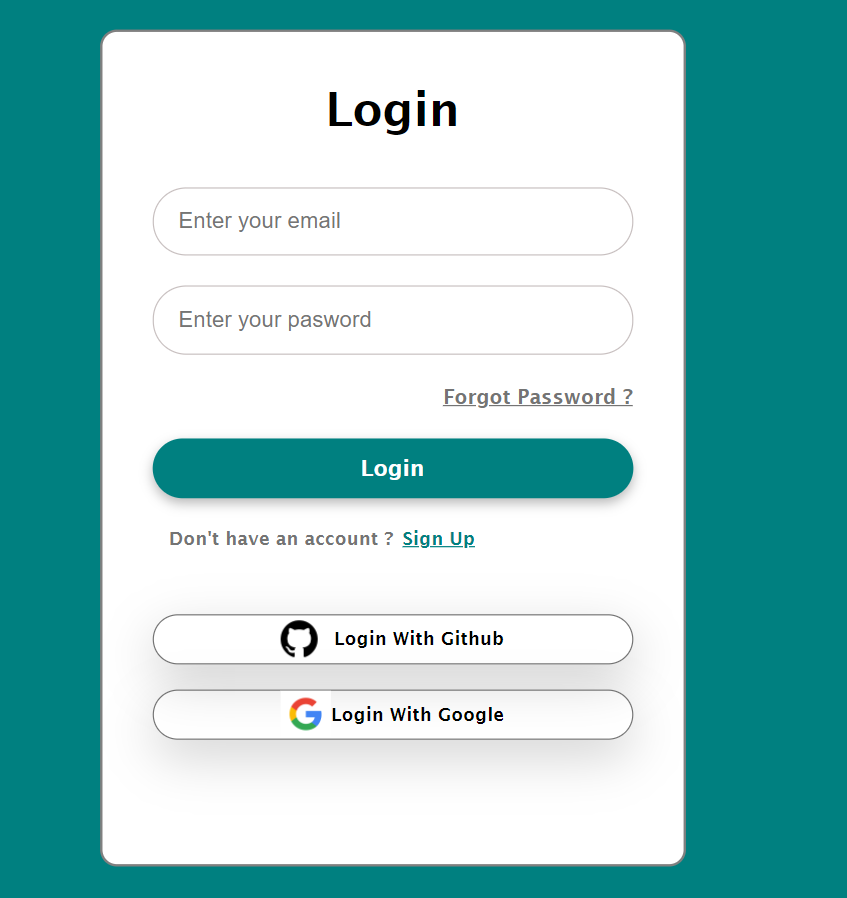 Login
Enter your email
Enter your pasword
Forgot Password ?
Login
Don't have an account ? Sign Up
Login With Github
Login With Google